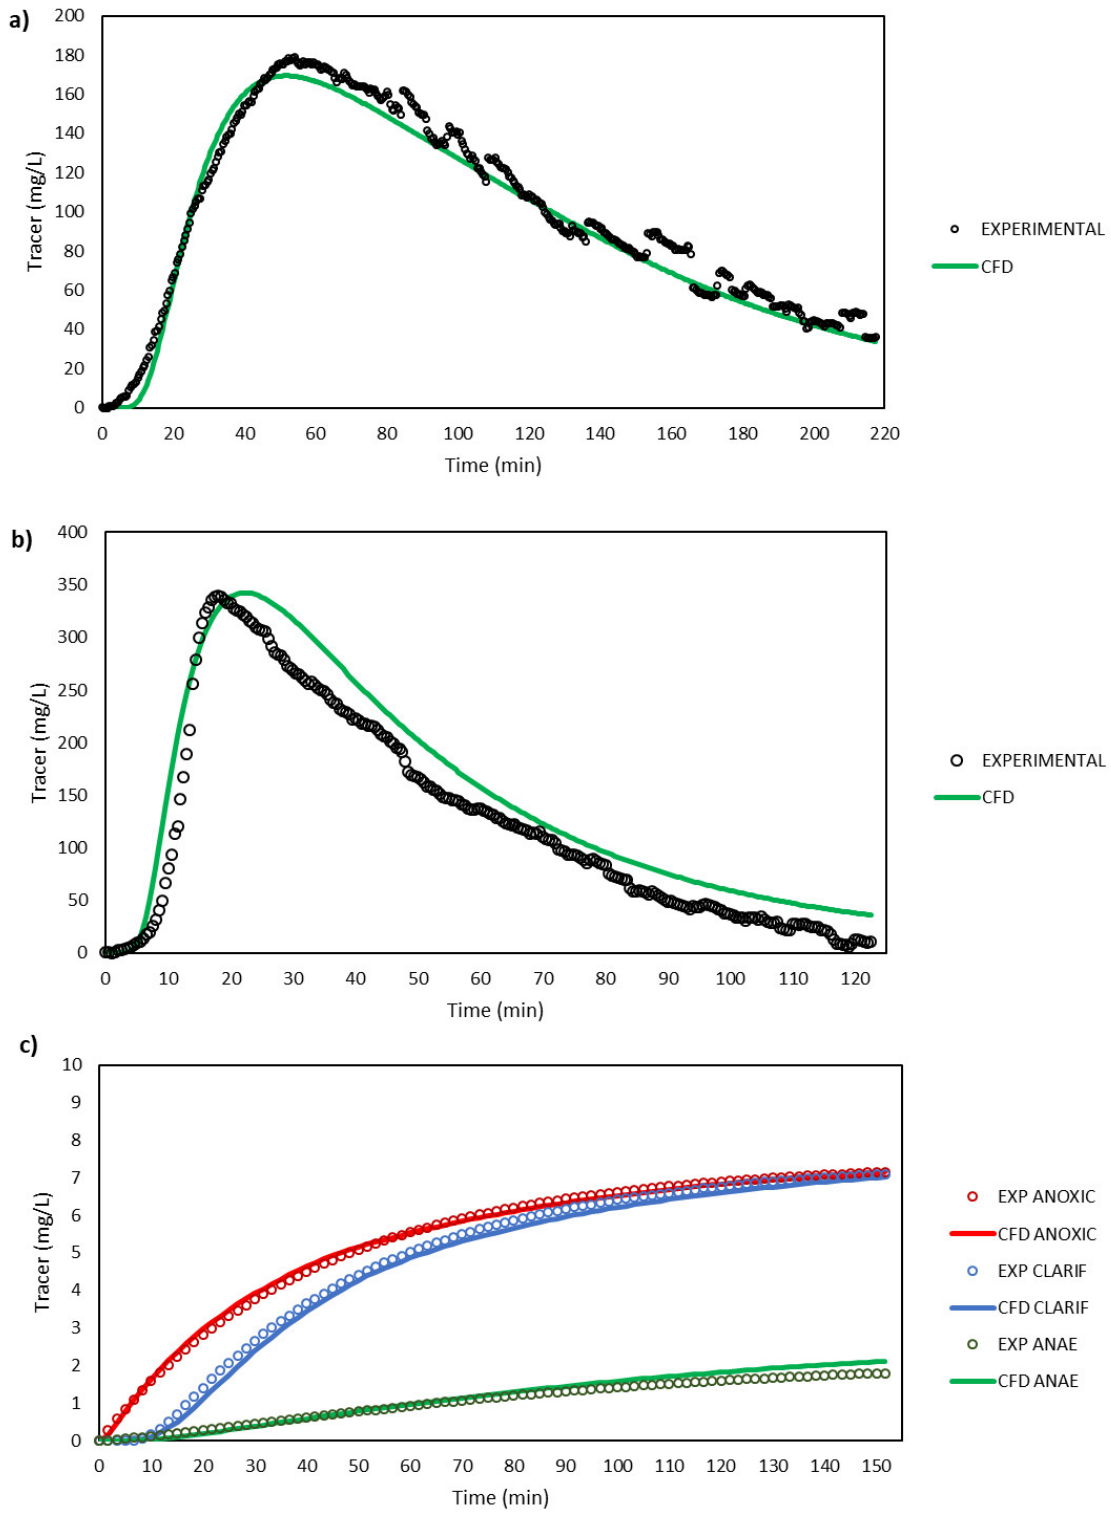 a)
200
180
160
140
120
100
80
60
40
20
0
Tracer (mg/L)
0 20 40 60 80 100 120 140 160 180 200 220
Time (min)
EXPERIMENTAL
CFD
b)
400
350
300
250
200
150
100
50
0
Tracer (mg/L)
0 10 20 30 40 50 60 70 80 90 100 110 120
Time (min)
EXPERIMENTAL
CFD
c)
10
9
8
7
6
5
4
3
2
1
0
Tracer (mg/L)
0 10 20 30 40 50 60 70 80 90 100 110 120 130 140 150
Time (min)
EXP ANOXIC
CFD ANOXIC
EXP CLARIF
CFD CLARIF
EXP ANAE
CFD ANAE